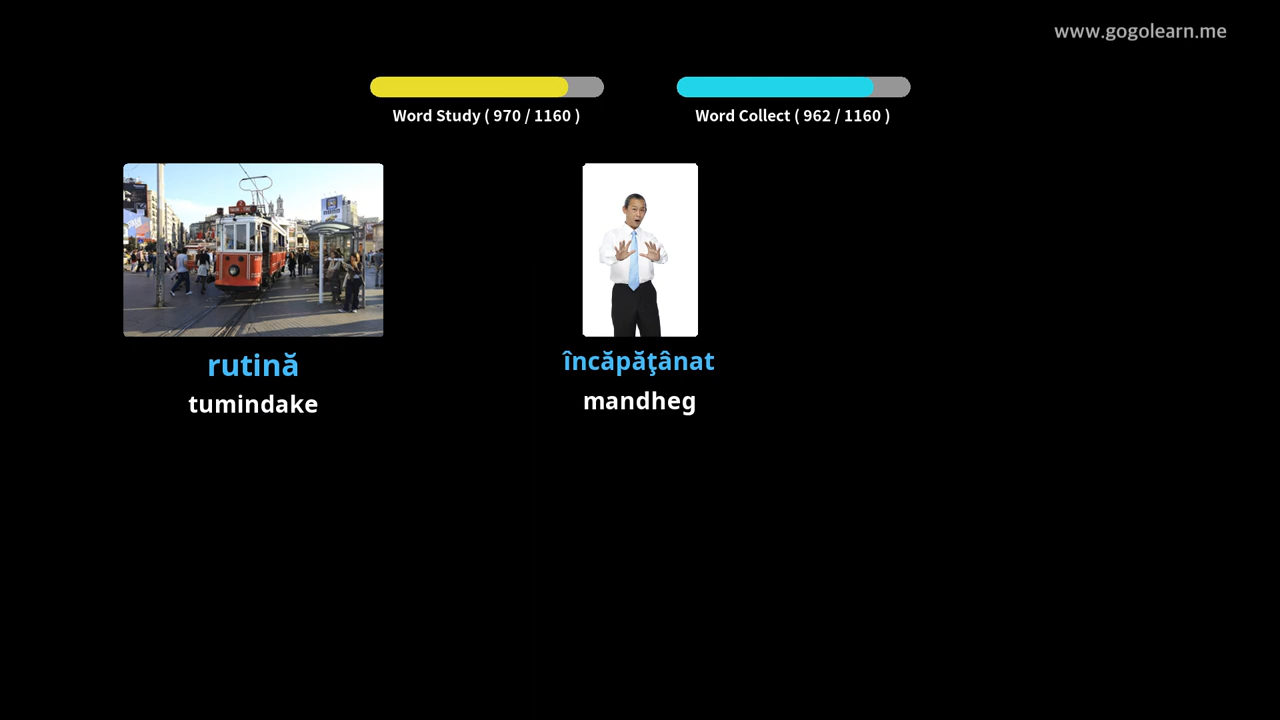 www.gogolearn.me
Word Study ( 970 / 1160 )
Word Collect ( 962 / 1160 )
rutină
tumindake
încăpăţânat
mandheg